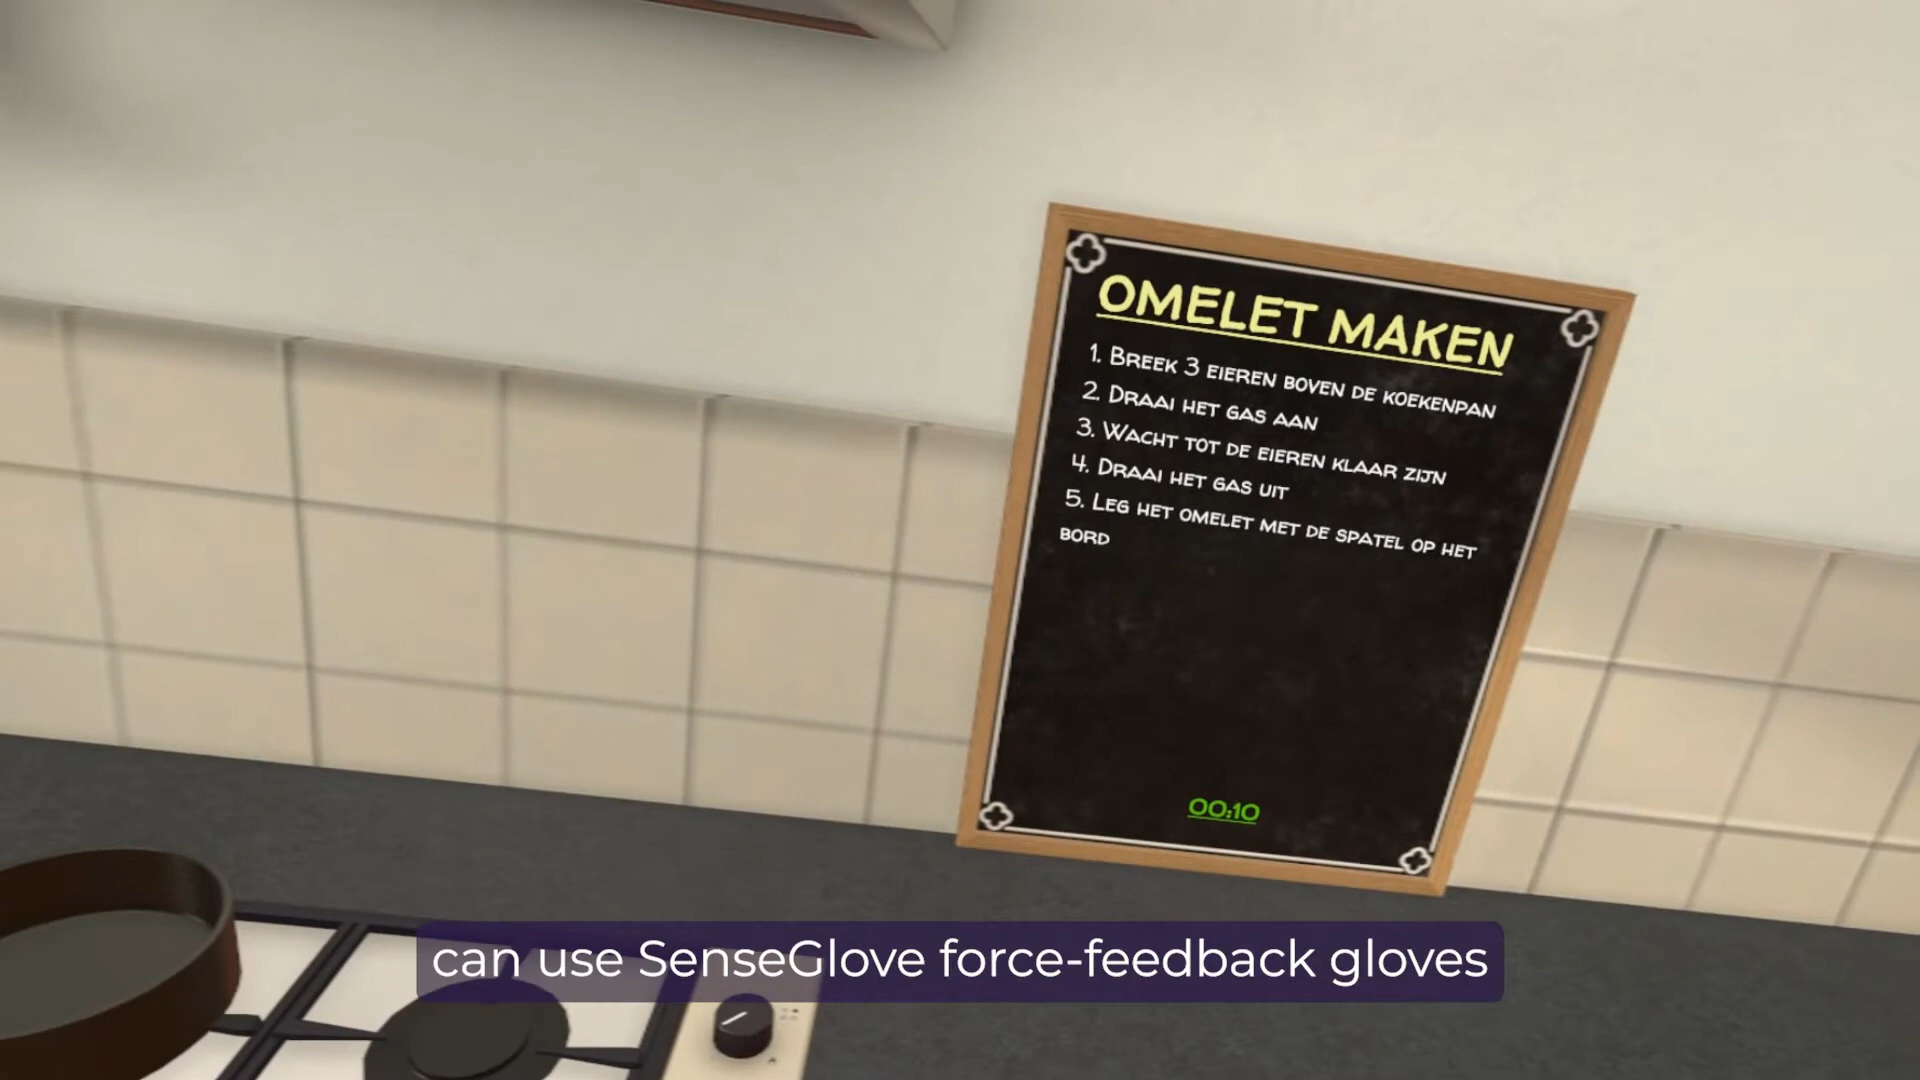 OMELET MAKEN
1. BREEK 3 EIEREN BOVEN DE KOEKENPAN
2. DRAAI HET GAS AAN
3. WACHT TOT DE EIEREN KLAAR ZIJN
4. DRAAI HET GAS UIT
5. LEG HET OMELET MET DE SPATEL OP HET
BORD
00:10
can use SenseGlove force-feedback gloves